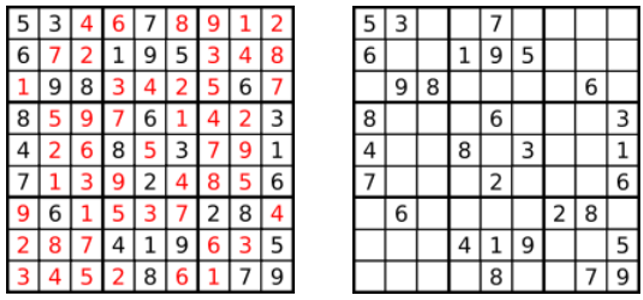 5 3 4 6 7 8 9 1 2
6 7 2 1 9 5 3 4 8
1 9 8 3 4 2 5 6 7
8 5 9 7 6 1 4 2 3
4 2 6 8 5 3 7 9 1
7 1 3 9 2 4 8 5 6
9 6 1 5 3 7 2 8 4
2 8 7 4 1 9 6 3 5
3 4 5 2 8 6 1 7 9
5 3 7
6 1 9 5
9 8 6
8 6 3
4 8 3 1
7 2 6
6 2 8
4 1 9 5
8 7 9